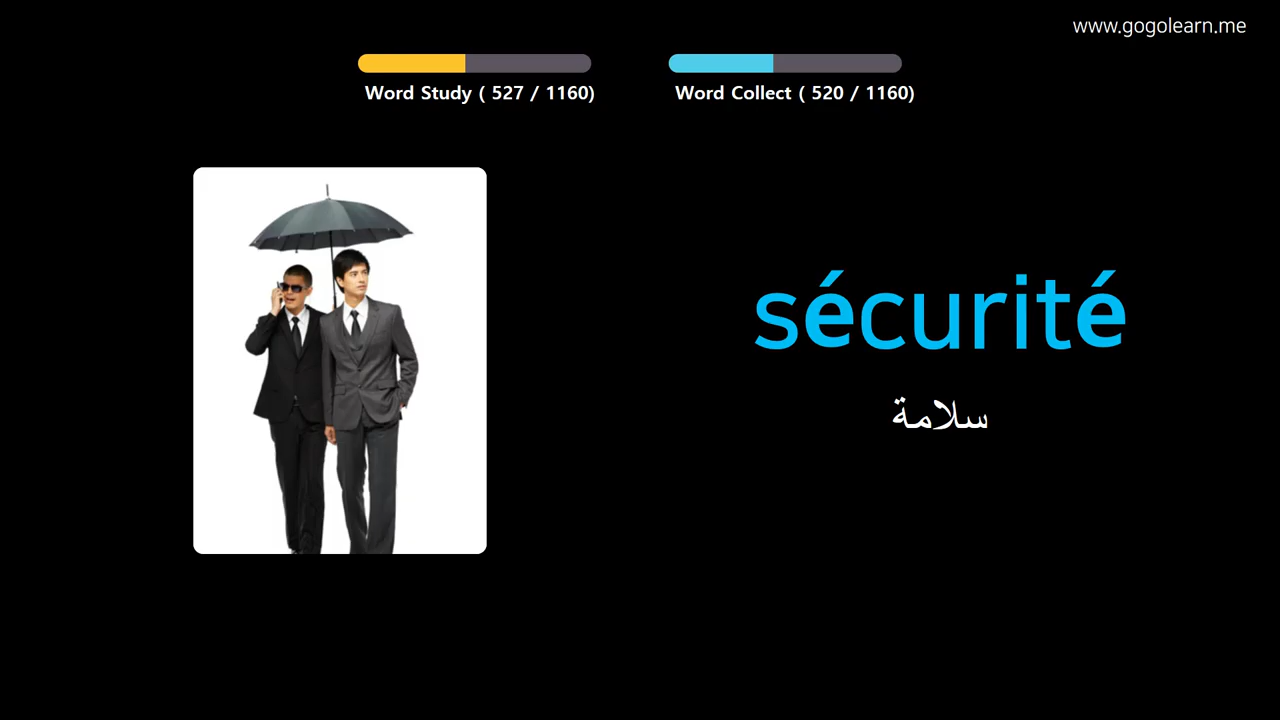 www.gogolearn.me
Word Study ( 527 / 1160)
Word Collect ( 520 / 1160)
sécurité
سلامة